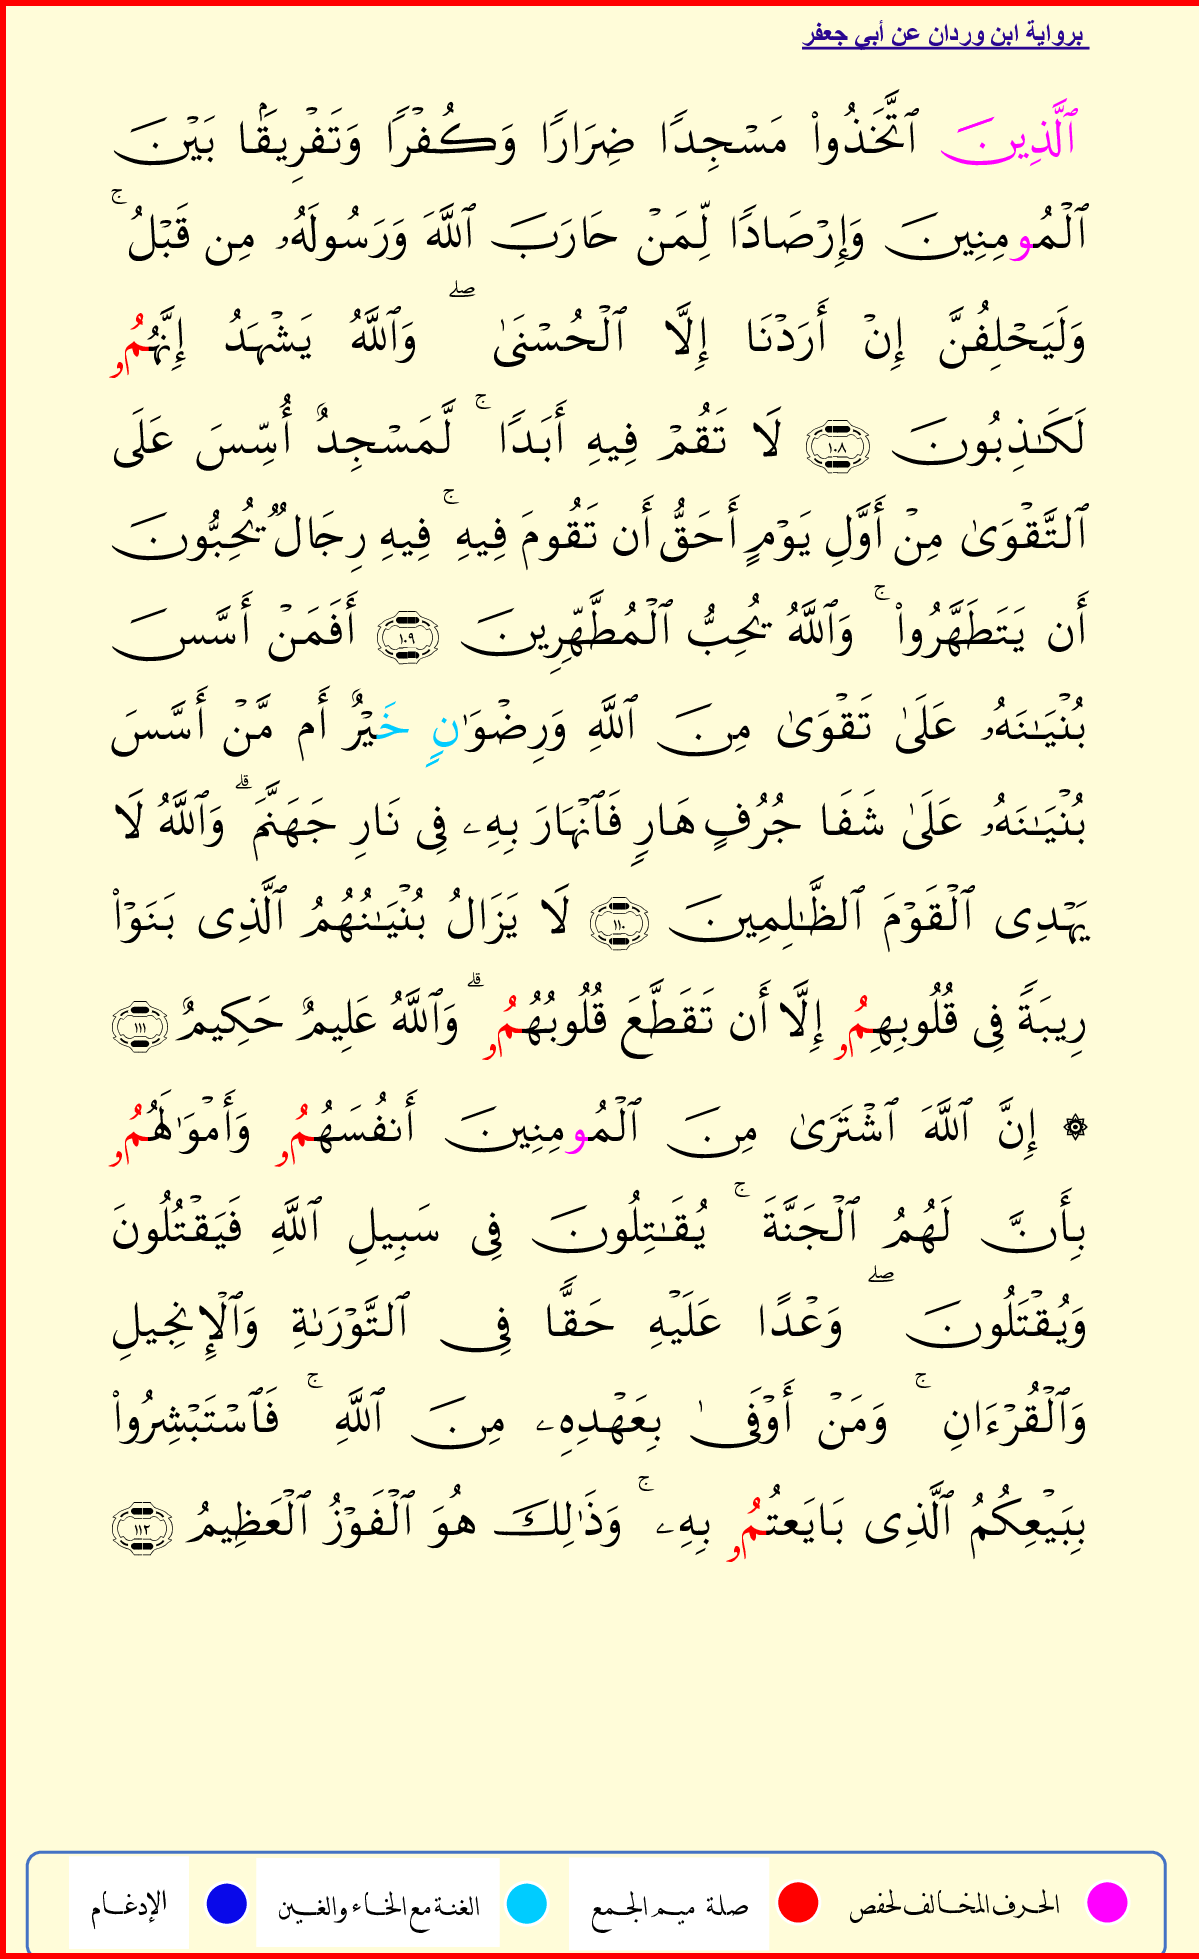 برواية ابن وردان عن أبي جعفر
ٱلَّذِينَ ٱتَّخَذُواْ مَسْجِدًا ضِرَارًا وَكُفْرًا وَتَفْرِيقَۢا بَيْنَ
ٱلْمُومِنِينَ وَإِرْصَادًا لِّمَنْ حَارَبَ ٱللَّهَ وَرَسُولَهُۥ مِن قَبْلُ ۚ
وَلَيَحْلِفُنَّ إِنْ أَرَدْنَا إِلَّا ٱلْحُسْنَىٰ ۖ وَٱللَّهُ يَشْهَدُ إِنَّهُمُۥ
لَكَـٰذِبُونَ ١٠٨ لَا تَقُمْ فِيهِ أَبَدًا ۚ لَّمَسْجِدٌ أُسِّسَ عَلَى
ٱلتَّقْوَىٰ مِنْ أَوَّلِ يَوْمٍ أَحَقُّ أَن تَقُومَ فِيهِ ۚ فِيهِ رِجَالٌ يُحِبُّونَ
أَن يَتَطَهَّرُواْ ۚ وَٱللَّهُ يُحِبُّ ٱلْمُطَّهِّرِينَ ١٠٩ أَفَمَنْ أَسَّسَ
بُنْيَـٰنَهُۥ عَلَىٰ تَقْوَىٰ مِنَ ٱللَّهِ وَرِضْوَٰنٍ خَيْرٌ أَم مَّنْ أَسَّسَ
بُنْيَـٰنَهُۥ عَلَىٰ شَفَا جُرُفٍ هَارٍ فَٱنْهَارَ بِهِۦ فِى نَارِ جَهَنَّمَ ۗ وَٱللَّهُ لَا
يَهْدِى ٱلْقَوْمَ ٱلظَّـٰلِمِينَ ١١٠ لَا يَزَالُ بُنْيَـٰنُهُمُ ٱلَّذِى بَنَوْاْ
رِيبَةً فِى قُلُوبِهِمُۥ إِلَّا أَن تَقَطَّعَ قُلُوبُهُمُۥ ۗ وَٱللَّهُ عَلِيمٌ حَكِيمٌ ١١١
۞ إِنَّ ٱللَّهَ ٱشْتَرَىٰ مِنَ ٱلْمُومِنِينَ أَنفُسَهُمُۥ وَأَمْوَٰلَهُمُۥ
بِأَنَّ لَهُمُ ٱلْجَنَّةَ ۚ يُقَـٰتِلُونَ فِى سَبِيلِ ٱللَّهِ فَيَقْتُلُونَ
وَيُقْتَلُونَ ۖ وَعْدًا عَلَيْهِ حَقًّا فِى ٱلتَّوْرَىٰةِ وَٱلْإِنجِيلِ
وَٱلْقُرْءَانِ ۚ وَمَنْ أَوْفَىٰ بِعَهْدِهِۦ مِنَ ٱللَّهِ ۚ فَٱسْتَبْشِرُواْ
بِبَيْعِكُمُ ٱلَّذِى بَايَعتُمُۥ بِهِۦ ۚ وَذَٰلِكَ هُوَ ٱلْفَوْزُ ٱلْعَظِيمُ ١١٢
الحرف المخالف لحفص صلة ميم الجمع الغنة مع الخاء والغين الإدغام